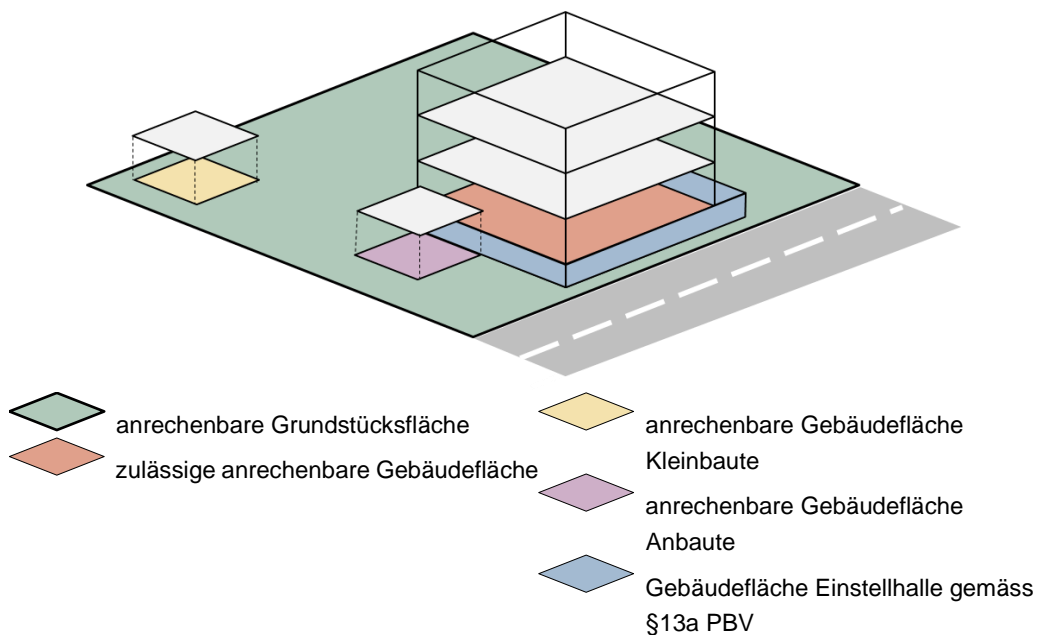 anrechenbare Grundstücksfläche
zulässige anrechenbare Gebäudefläche
anrechenbare Gebäudefläche
Kleinbaute
anrechenbare Gebäudefläche
Anbaute
Gebäudefläche Einstellhalle gemäss
§13a PBV